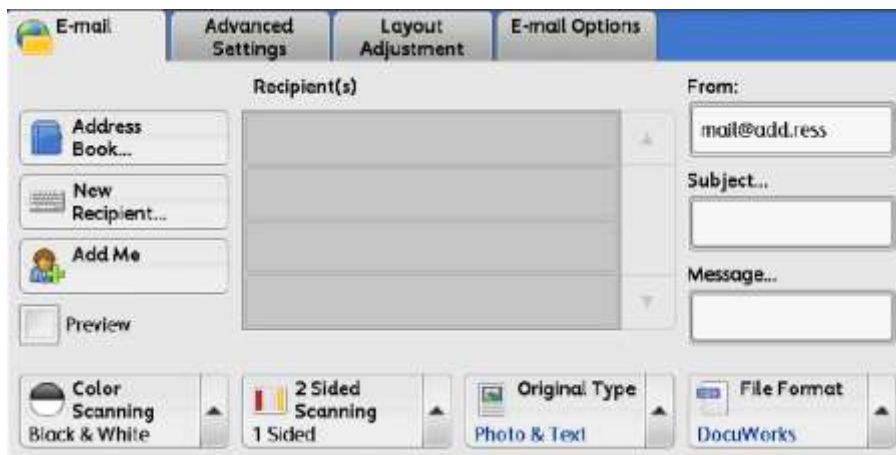 E-mail
Advanced
Settings
Layout
Adjustment
E-mail Options
Recipient(s)
From:
Address
Book...
mail@add.ress
New
Recipient...
Subject...
Add Me
Message...
Preview
Color
Scanning
Black & White
2 Sided
Scanning
1 Sided
Original Type
Photo & Text
File Format
DocuWorks